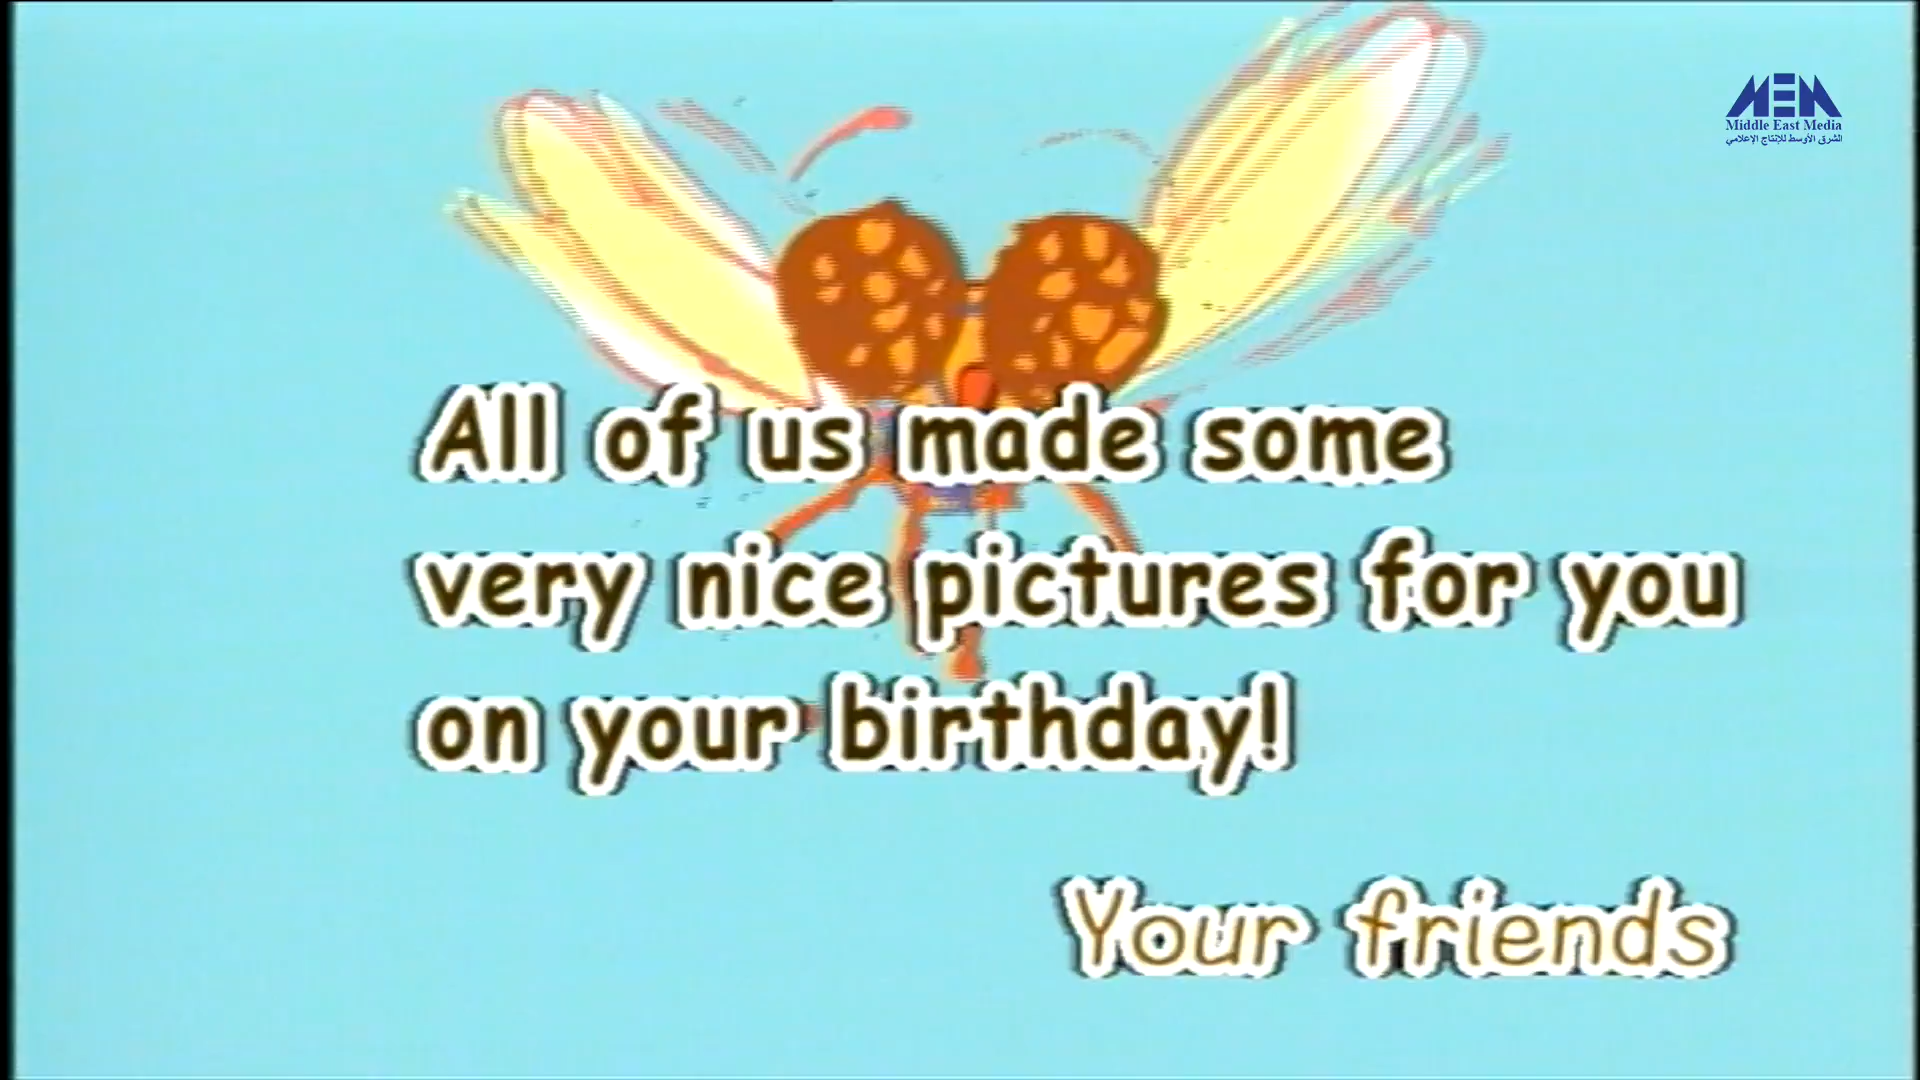 MEM
Middle East Media
الشرق الأوسط للإنتاج الإعلامي
All of us made some
very nice pictures for you
on your birthday!
Your friends